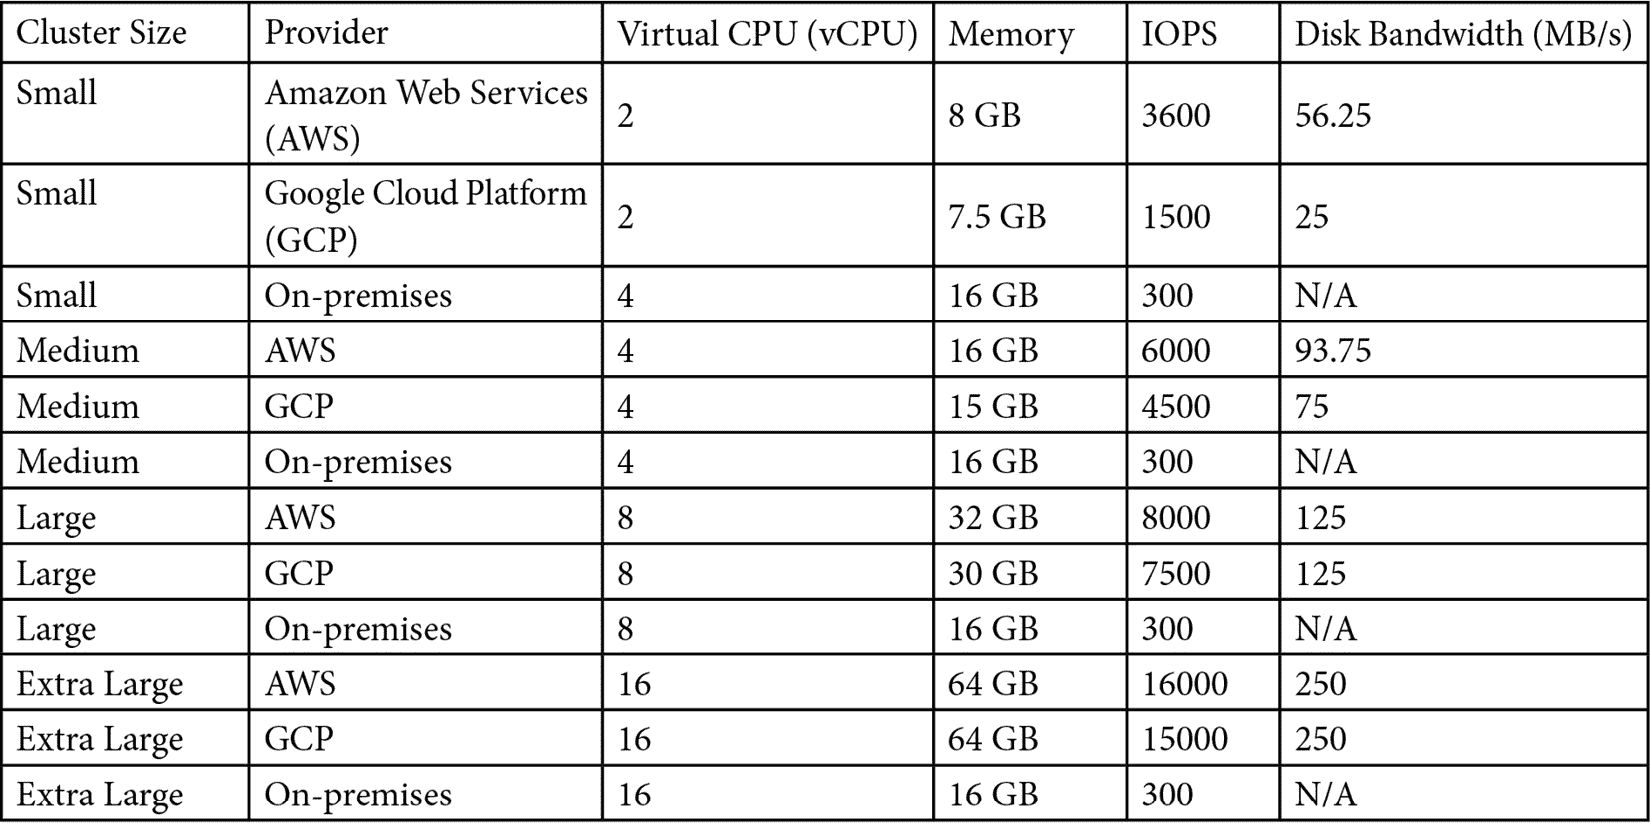 Cluster Size Provider Virtual CPU (vCPU) Memory IOPS Disk Bandwidth (MB/s)
Small Amazon Web Services (AWS) 2 8 GB 3600 56.25
Small Google Cloud Platform (GCP) 2 7.5 GB 1500 25
Small On-premises 4 16 GB 300 N/A
Medium AWS 4 16 GB 6000 93.75
Medium GCP 4 15 GB 4500 75
Medium On-premises 4 16 GB 300 N/A
Large AWS 8 32 GB 8000 125
Large GCP 8 30 GB 7500 125
Large On-premises 8 16 GB 300 N/A
Extra Large AWS 16 64 GB 16000 250
Extra Large GCP 16 64 GB 15000 250
Extra Large On-premises 16 16 GB 300 N/A